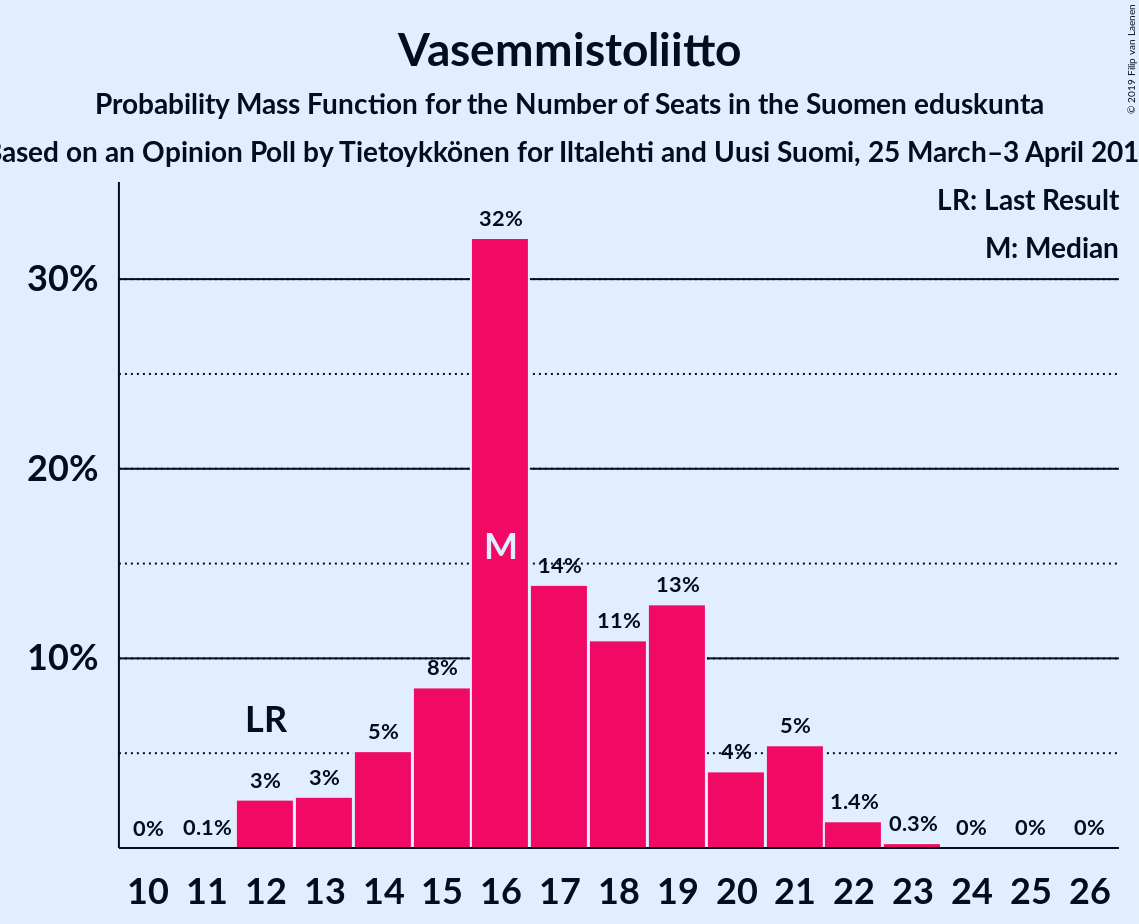 Vasemmistoliitto
Probability Mass Function for the Number of Seats in the Suomen eduskunta
Based on an Opinion Poll by Tietoykkönen for Iltalehti and Uusi Suomi, 25 March–3 April 201
© 2019 Filip van Laenen
LR: Last Result
M: Median
30%
20%
10%
0% 0.1% 3% 3% 5% 8% 32% 14% 11% 13% 4% 5% 1.4% 0.3% 0% 0% 0%
LR
M
10 11 12 13 14 15 16 17 18 19 20 21 22 23 24 25 26